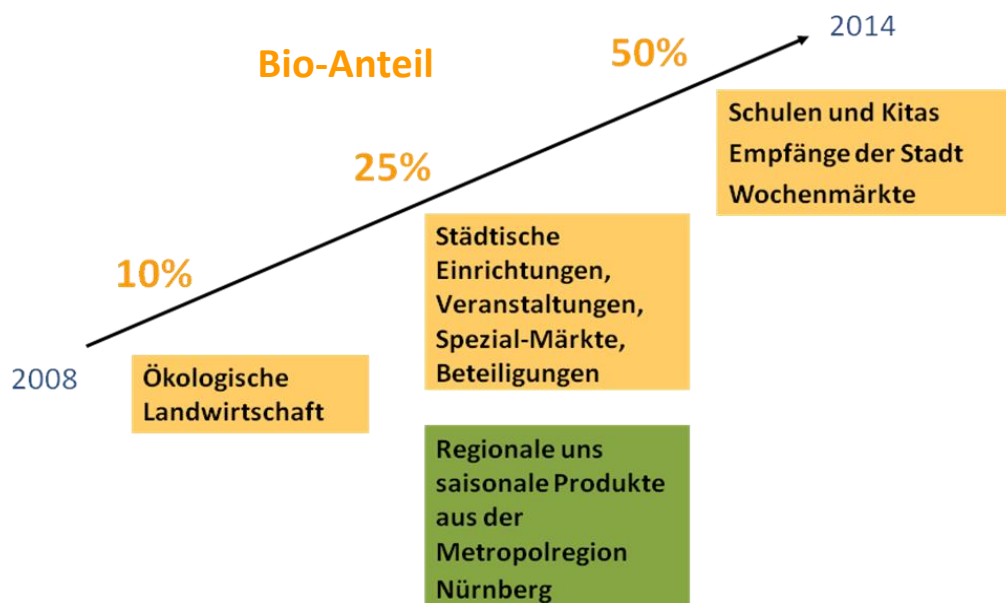 2014
Bio-Anteil
50%
Schulen und Kitas
Empfänge der Stadt
Wochenmärkte
25%
Städtische
Einrichtungen,
Veranstaltungen,
Spezial-Märkte,
Beteiligungen
10%
2008
Ökologische
Landwirtschaft
Regionale uns
saisonale Produkte
aus der
Metropolregion
Nürnberg